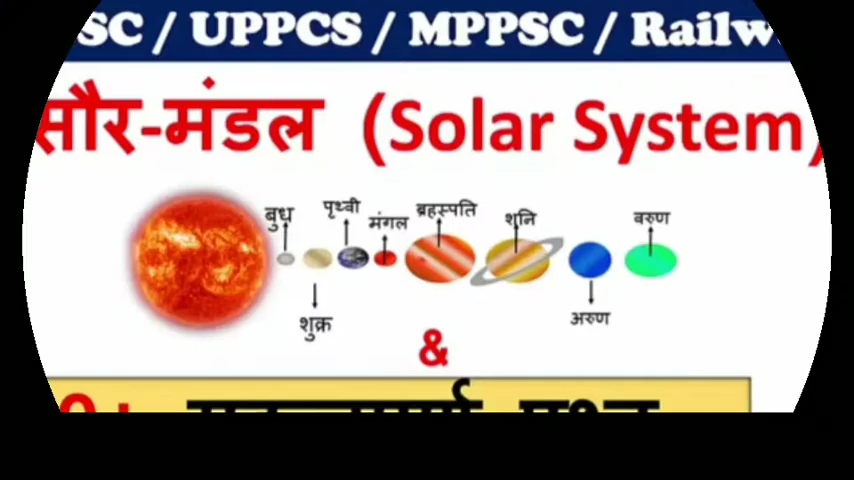 SC / UPPCS / MPPSC / Railw
सौर-मंडल (Solar System)
बुध पृथ्वी मंगल ब्रहस्पति शनि वरुण
शुक्र अरुण
&